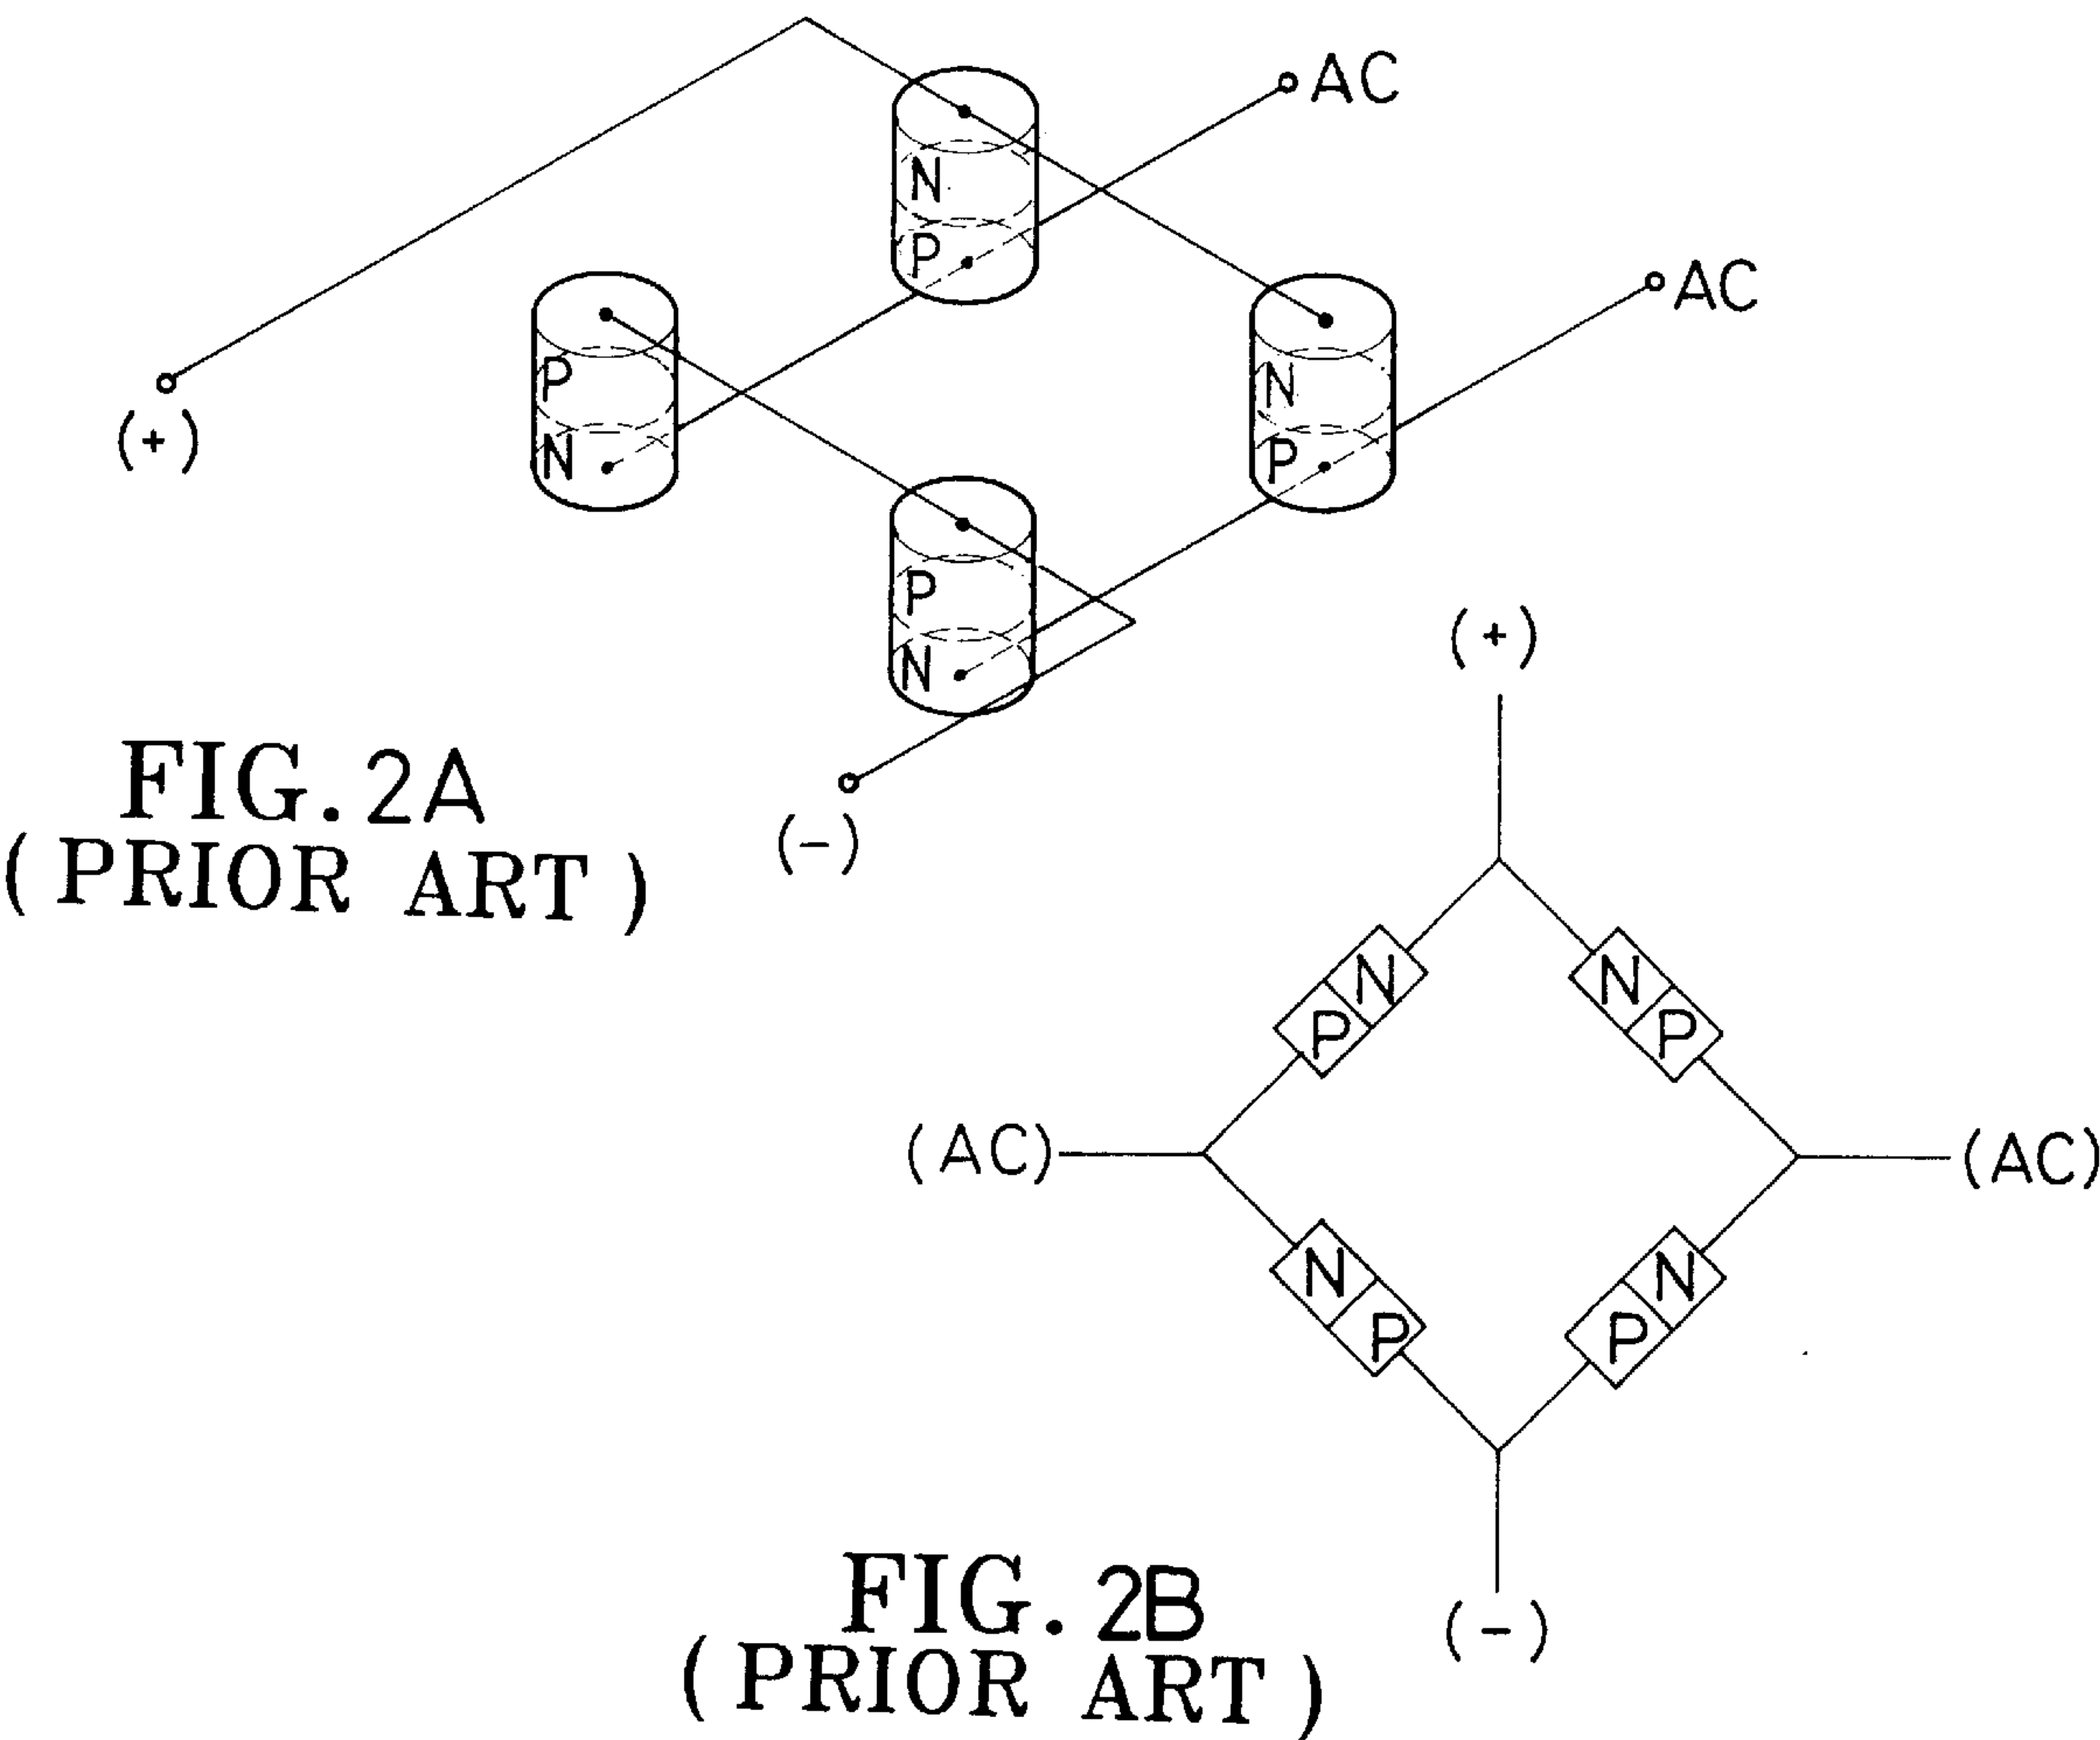 AC
N
P
AC
P
N
N
P
(+)
P
N
(+)
FIG. 2A
(PRIOR ART)
(-)
N
N
P
P
(AC)
(AC)
N
N
P
P
FIG. 2B
(-)
(PRIOR ART)